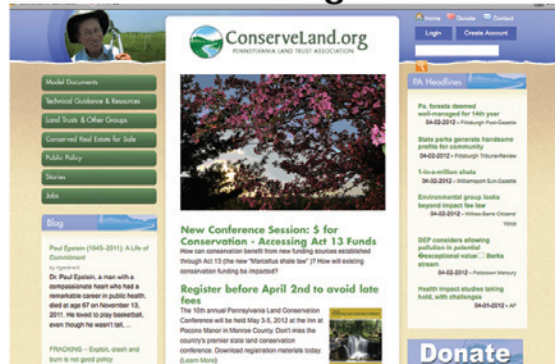 Home Donate Contact
Login Create Account
ConserveLand.org
PENNSYLVANIA LAND TRUST ASSOCIATION
Model Documents
Technical Guidance & Resources
Land Trusts & Other Groups
Conserved Real Estate for Sale
Public Policy
Stories
Jobs
Blog
Paul Epstein (1943-2011): A Life of
Commitment
Dr. Paul Epstein, a man with a
compassionate heart who had a
remarkable career in public health,
died at age 67 on November 13,
2011. He loved to play basketball,
even though he wasn't tall, ...
FRACKING - Exploit, crash and
burn is not good policy
New Conference Session: $ for
Conservation - Accessing Act 13 Funds
How can conservation benefit from new funding sources established
through Act 13 (the new "Marcellus shale law" )? How will existing
conservation funding be impacted?
Register before April 2nd to avoid late
fees
The 10th annual Pennsylvania Land Conservation
Conference will be held May 3-5, 2012 at the Inn at
Pocono Manor in Monroe County. Don't miss the
country's premier state land conservation
conference. Download registration materials today
(Learn More)
PA Headlines
Pa. forests deemed
well-managed for 14th year
04-02-2012 - Pittsburgh Post-Gazette
State parks generate handsome
profits for community
04-02-2012 - Pittsburgh Tribune-Review
1-in-a-million shots
04-02-2012 - Williamsport Sun-Gazette
Environmental group looks
beyond impact fee law
04-02-2012 - Wilkes-Barre Citizens'
Voice
DEP considers allowing
pollution in potential
�exceptional value□ Berks
stream
04-02-2012 - Pottstown Mercury
Health impact studies taking
hold, with challenges
04-01-2012 - AP
Donate